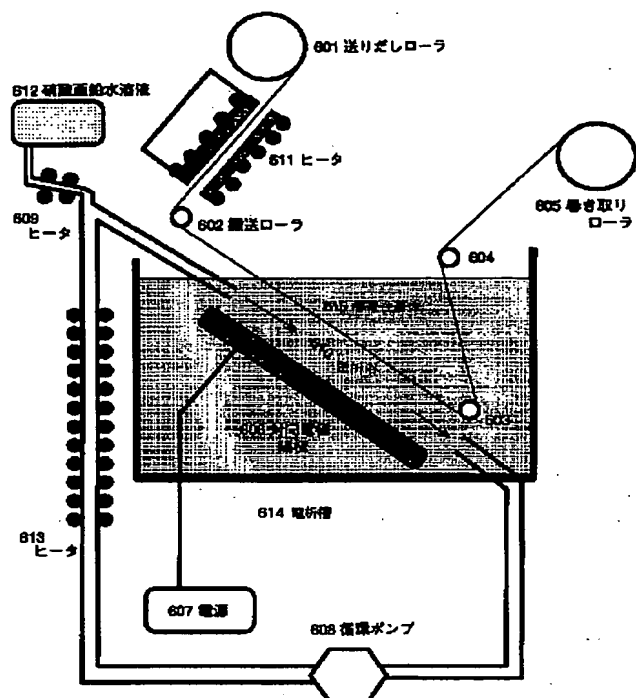 601 送りだしローラ
612 硝酸亜鉛水溶液
611 ヒータ
605 巻き取り
ローラ
609
ヒータ
602 搬送ローラ
604
603
614 電析槽
613
ヒータ
607 電源
608 循環ポンプ